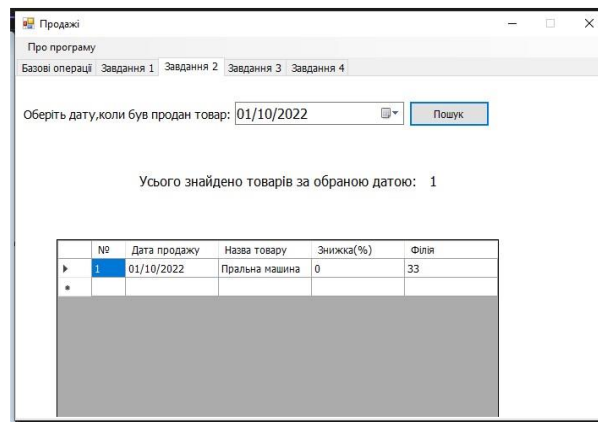 Продажі
Про програму
Базові операції Завдання 1 Завдання 2 Завдання 3 Завдання 4
Оберіть дату,коли був продан товар: 01/10/2022 Пошук
Усього знайдено товарів за обраною датою: 1
№ Дата продажу Назва товару Знижка(%) Філія
1 01/10/2022 Пральна машина 0 33